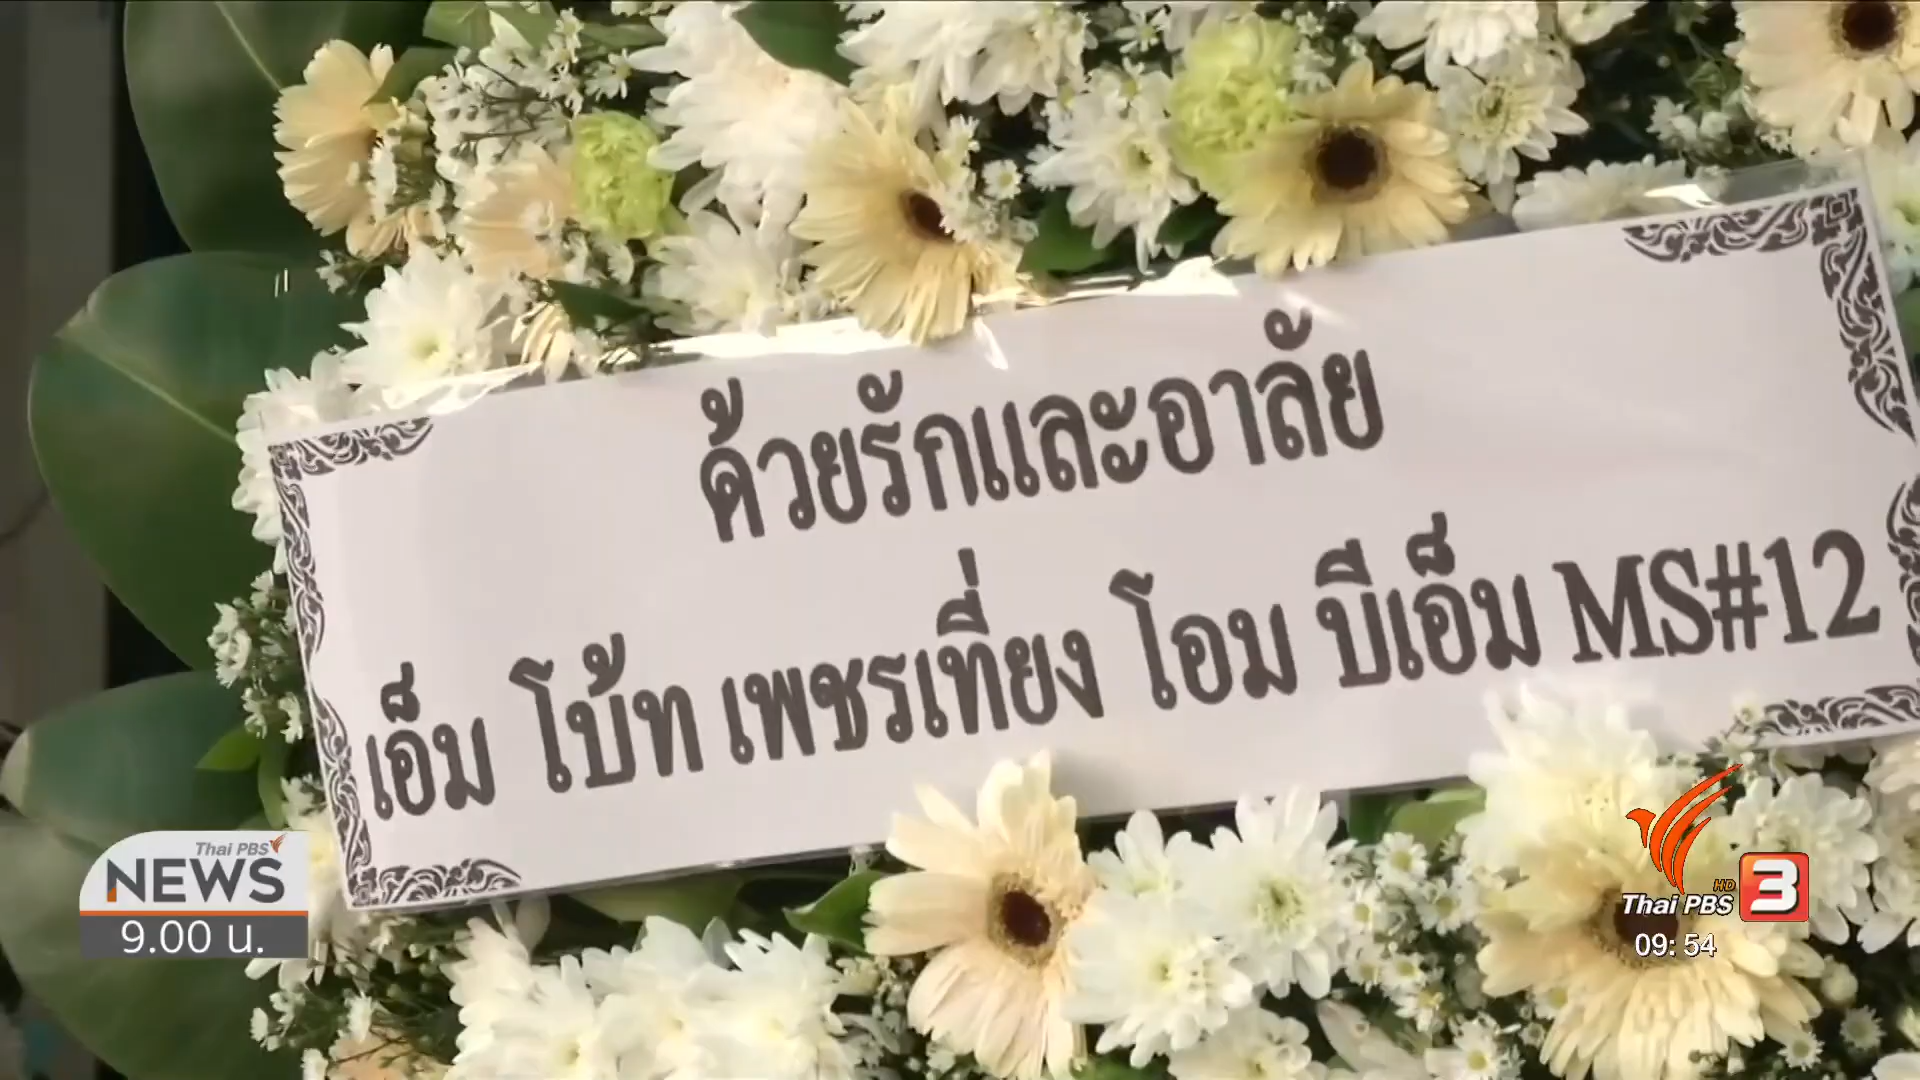 ด้วยรักและอาลัย
เอ็ม โบ้ท เพชรเที่ยง โอม บีเอ็ม MS#12
Thai PBS
NEWS
9.00 น.
Thai PBS HD 3
09: 54